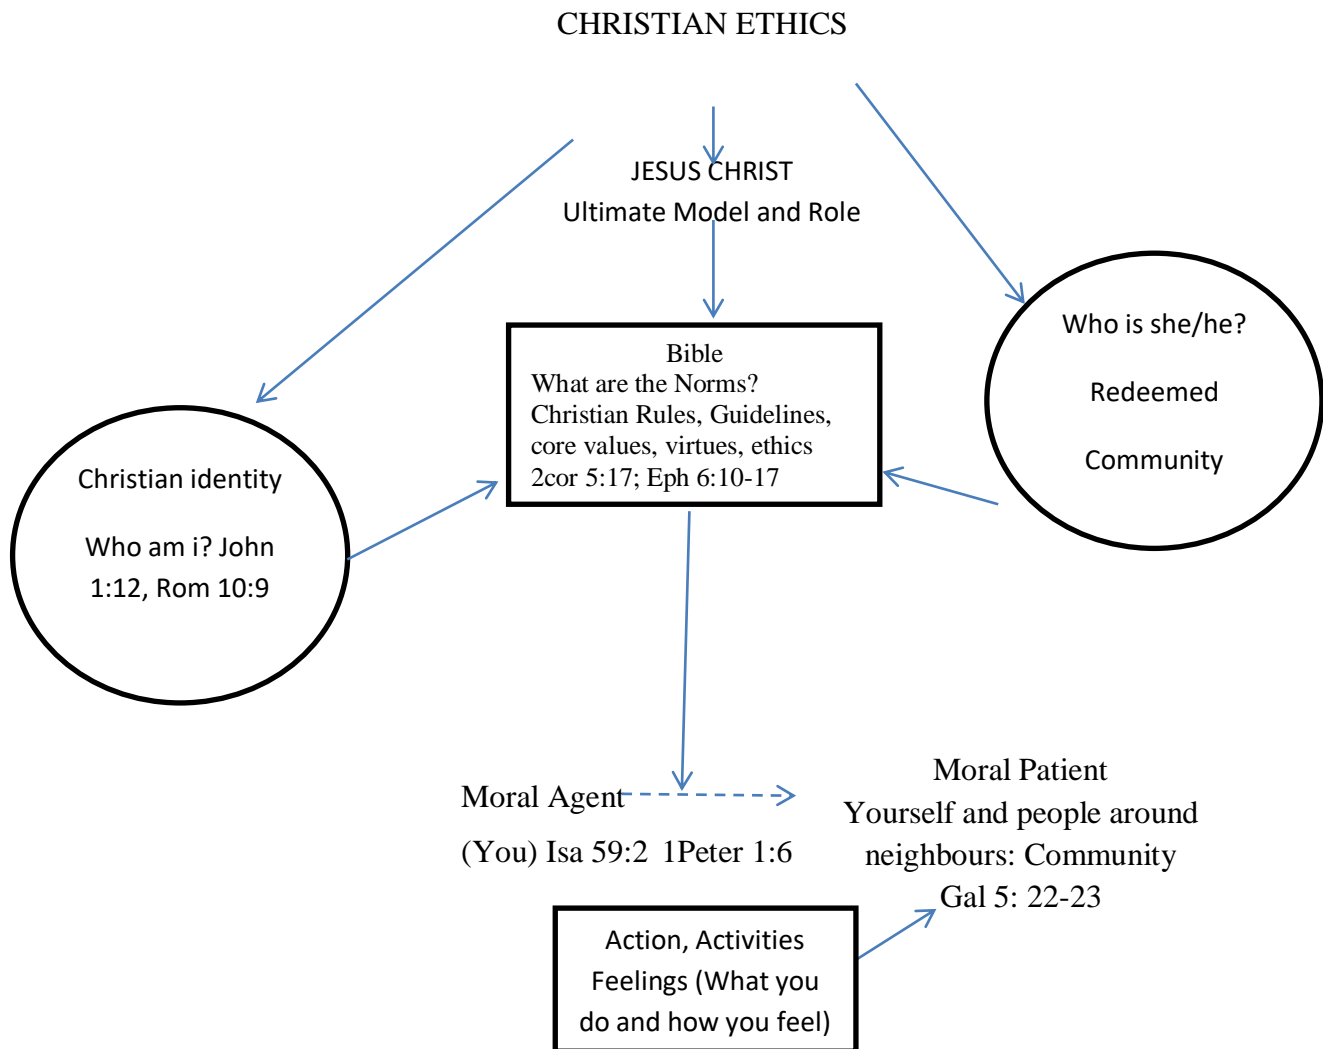 CHRISTIAN ETHICS
JESUS CHRIST
Ultimate Model and Role
Who is she/he?
Redeemed
Community
Bible
What are the Norms?
Christian Rules, Guidelines,
core values, virtues, ethics
2cor 5:17; Eph 6:10-17
Christian identity
Who am i? John
1:12, Rom 10:9
Moral Agent
(You) Isa 59:2 1Peter 1:6
Moral Patient
Yourself and people around
neighbours: Community
Gal 5: 22-23
Action, Activities
Feelings (What you
do and how you feel)